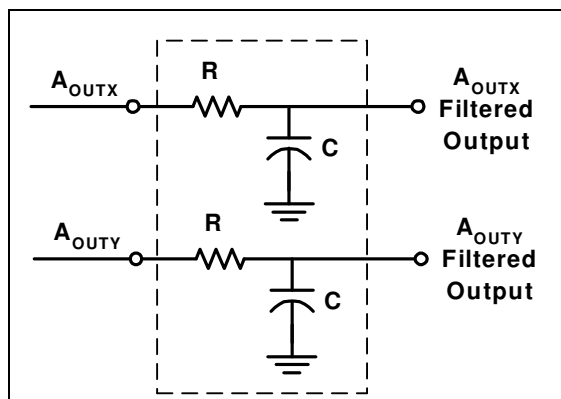 R
A_OUTX
A_OUTX
Filtered
Output
C
R
A_OUTY
A_OUTY
Filtered
Output
C